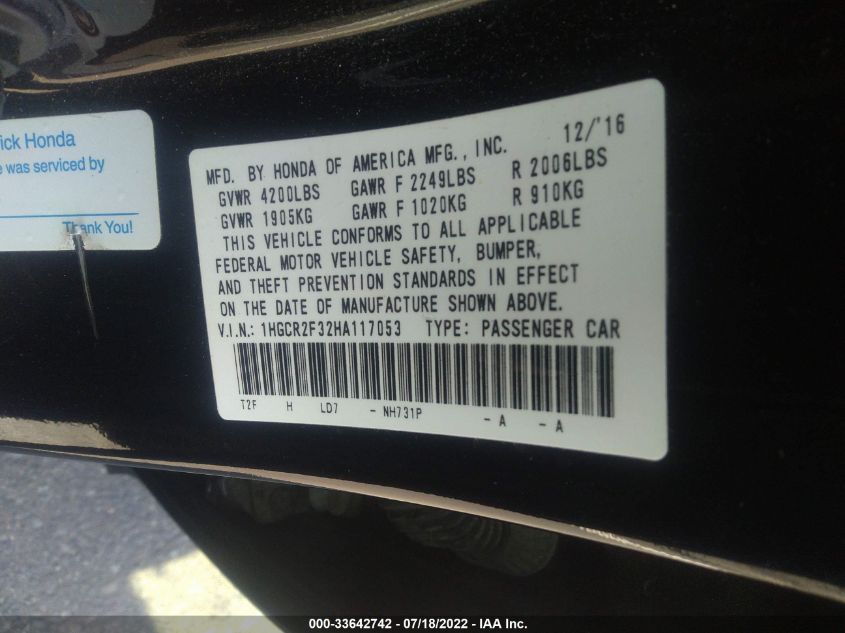 ick Honda
e was serviced by
Thank You!
MFD. BY HONDA OF AMERICA MFG., INC. 12/'16
GVWR 4200LBS GAWR F 2249LBS R 2006LBS
GVWR 1905KG GAWR F 1020KG R 910KG
THIS VEHICLE CONFORMS TO ALL APPLICABLE
FEDERAL MOTOR VEHICLE SAFETY, BUMPER,
AND THEFT PREVENTION STANDARDS IN EFFECT
ON THE DATE OF MANUFACTURE SHOWN ABOVE.
V.I.N.: 1HGCR2F32HA117053 TYPE: PASSENGER CAR
T2F H LD7 - NH731P - A - A
000-33642742 - 07/18/2022 - IAA Inc.